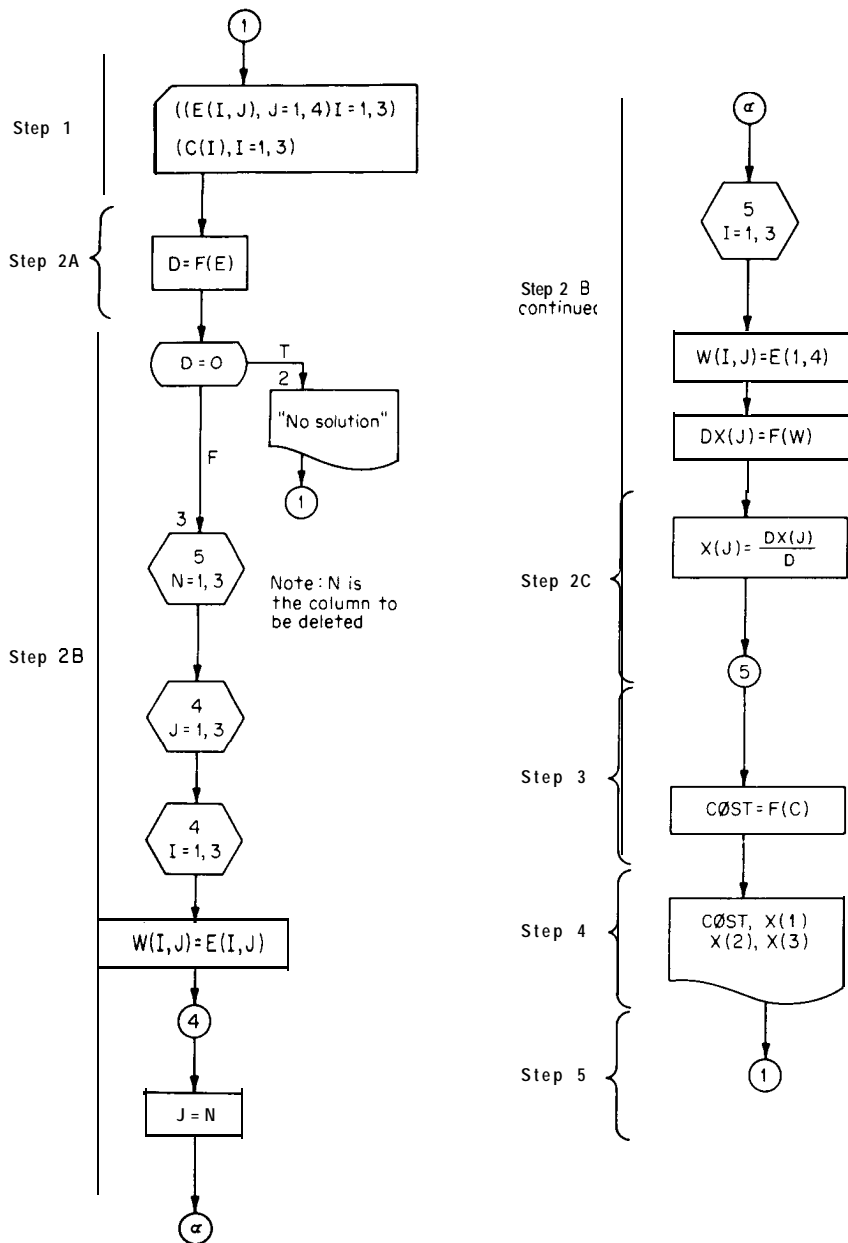 1
Step 1
((E(I,J), J=1,4)I=1,3)
(C(I),I=1,3)
Step 2A
D=F(E)
D=0
T
2
"No solution"
1
F
3
5
N=1,3
Note: N is
the column to
be deleted
Step 2B
4
J=1,3
4
I=1,3
W(I,J)=E(I,J)
4
J=N
α
α
5
I=1,3
Step 2 B
continued
W(I,J)=E(1,4)
DX(J)=F(W)
Step 2C
X(J)= DX(J)
D
5
Step 3
CØST=F(C)
Step 4
CØST, X(1)
X(2), X(3)
Step 5
1